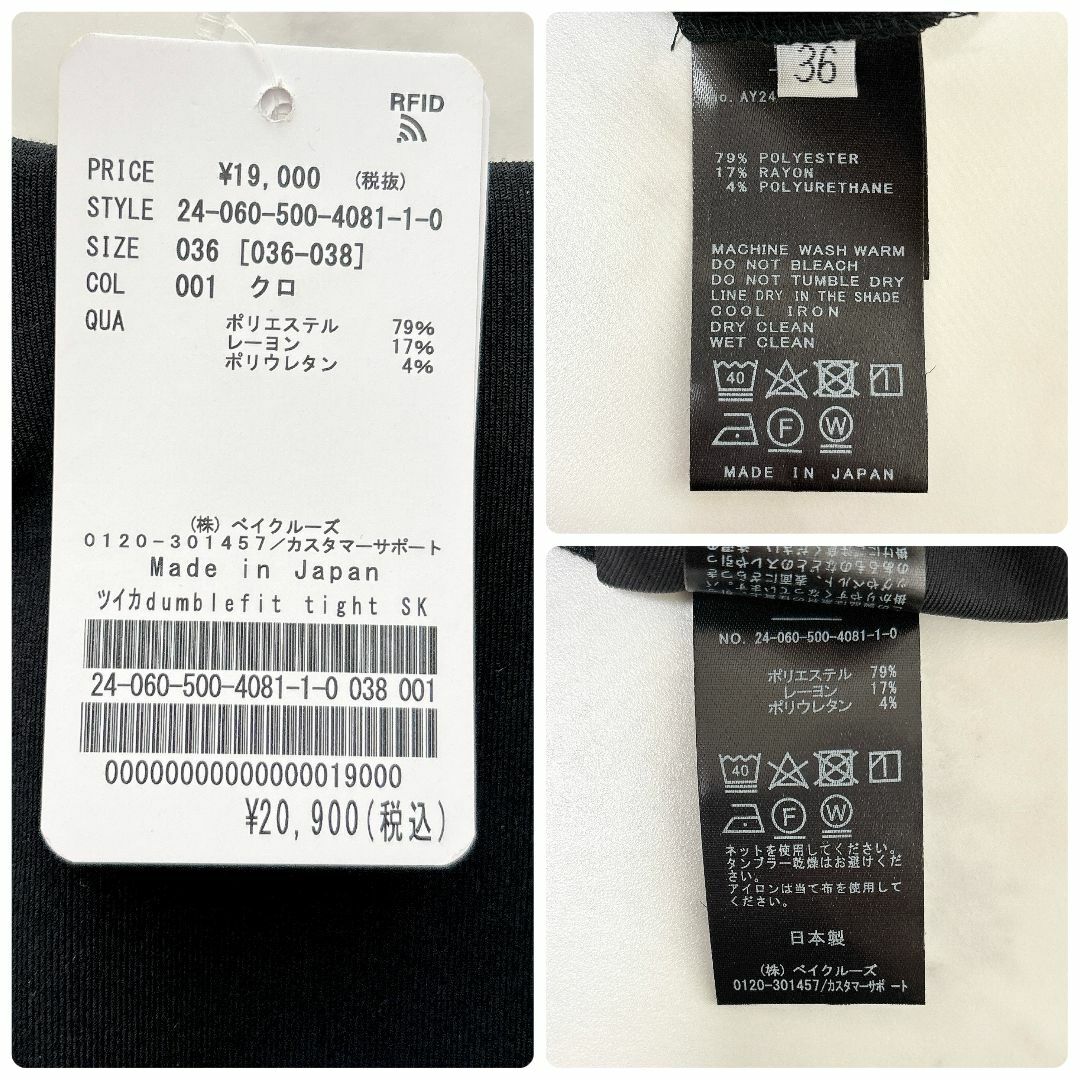 RFID
PRICE ¥19,000 (税抜)
STYLE 24-060-500-4081-1-0
SIZE 036 [036-038]
COL 001 クロ
QUA ポリエステル 79%
レーヨン 17%
ポリウレタン 4%
(株) ベイクルーズ
0120-301457/カスタマーサポート
Made in Japan
ツイカdumblefit tight SK
24-060-500-4081-1-0 038 001
00000000000000019000
¥20,900(税込)
36
no. AY24
79% POLYESTER
17% RAYON
4% POLYURETHANE
MACHINE WASH WARM
DO NOT BLEACH
DO NOT TUMBLE DRY
LINE DRY IN THE SHADE
COOL IRON
DRY CLEAN
WET CLEAN
40
F W
MADE IN JAPAN
NO. 24-060-500-4081-1-0
ポリエステル 79%
レーヨン 17%
ポリウレタン 4%
40
F W
ネットを使用してください。
タンブラー乾燥はお避けくだ
さい。
アイロンは当て布を使用して
ください。
日本製
(株) ベイクルーズ
0120-301457/カスタマーサポート